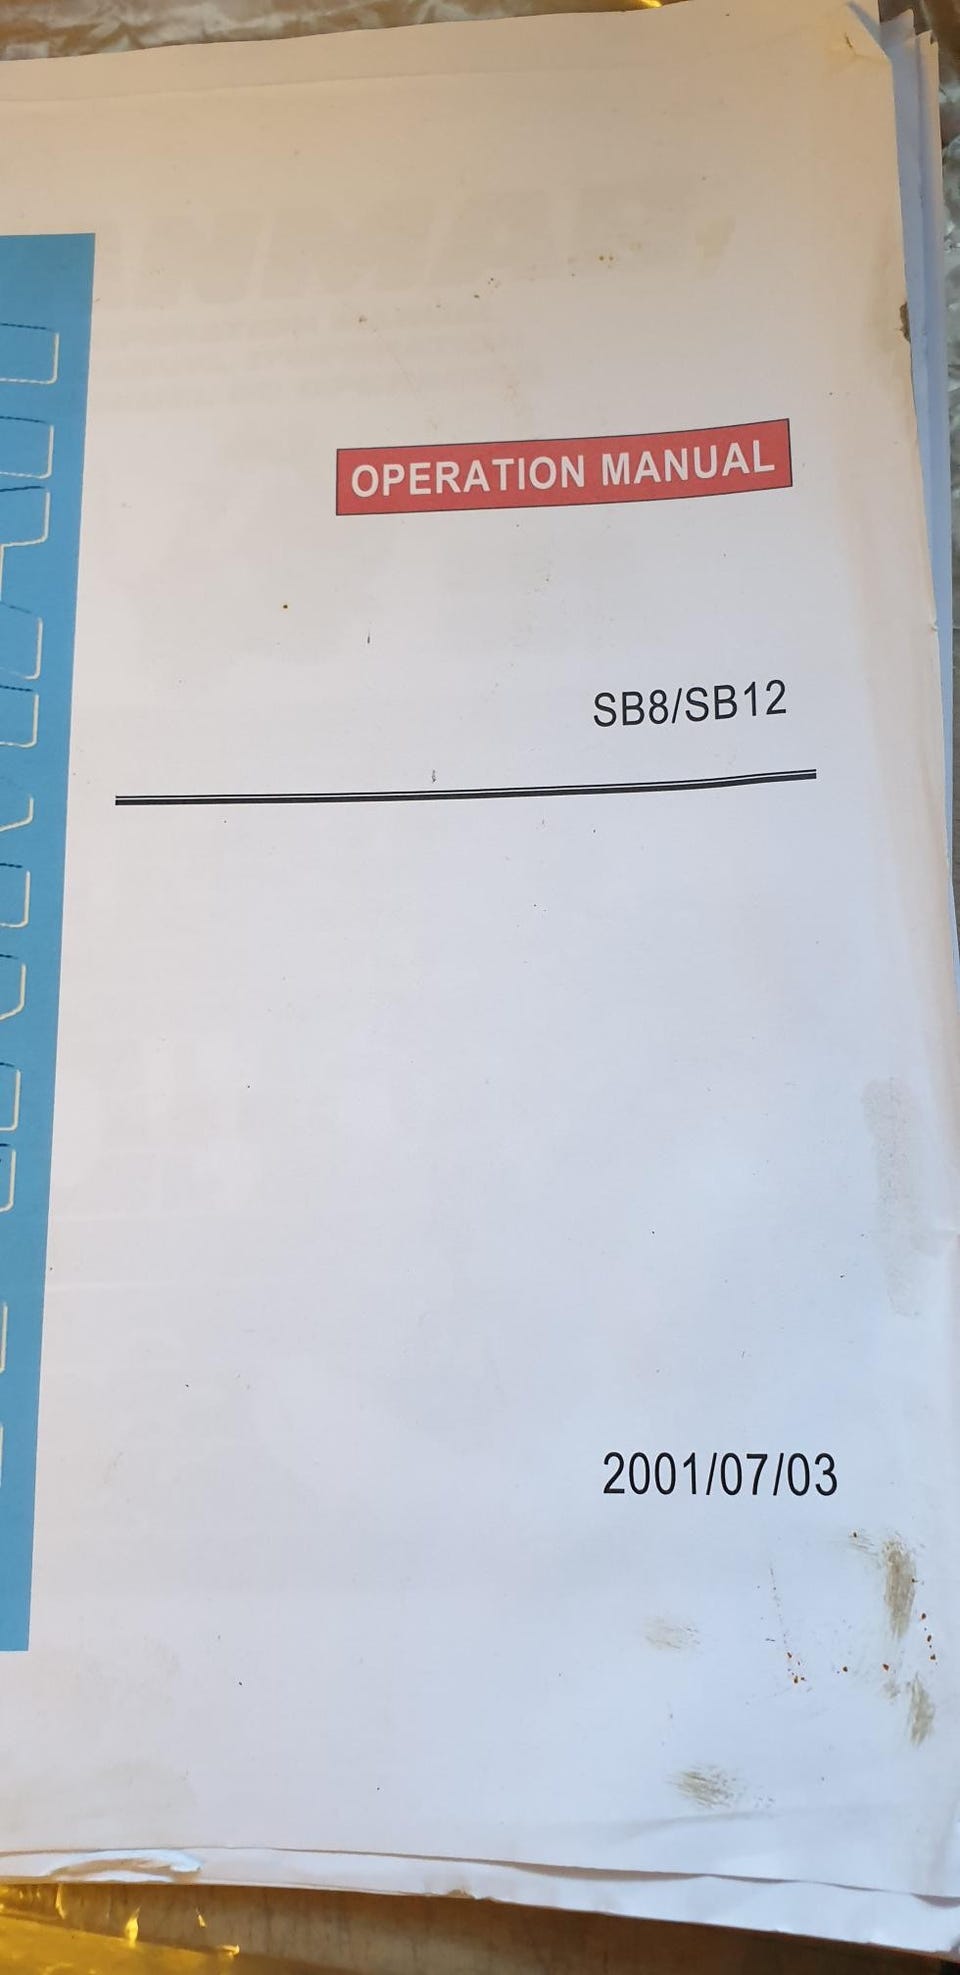 OPERATION MANUAL
SB8/SB12
2001/07/03